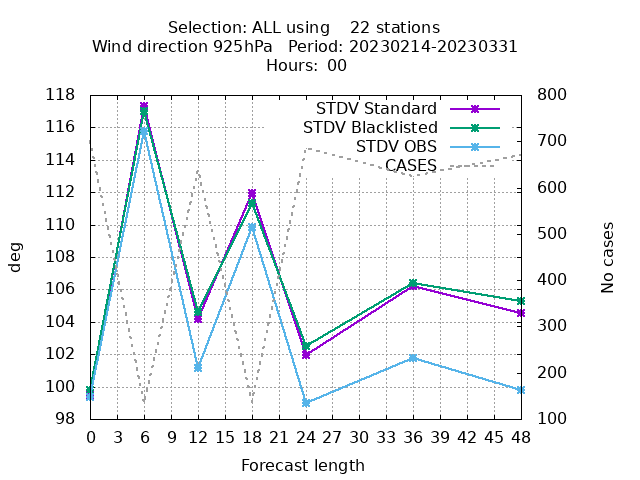 Selection: ALL using    22 stations
Wind direction 925hPa   Period: 20230214-20230331
Hours: 00
STDV Standard
STDV Blacklisted
STDV OBS
CASES
118
116
114
112
110
108
106
104
102
100
98
800
700
600
500
400
300
200
100
deg
No cases
0 3 6 9 12 15 18 21 24 27 30 33 36 39 42 45 48
Forecast length